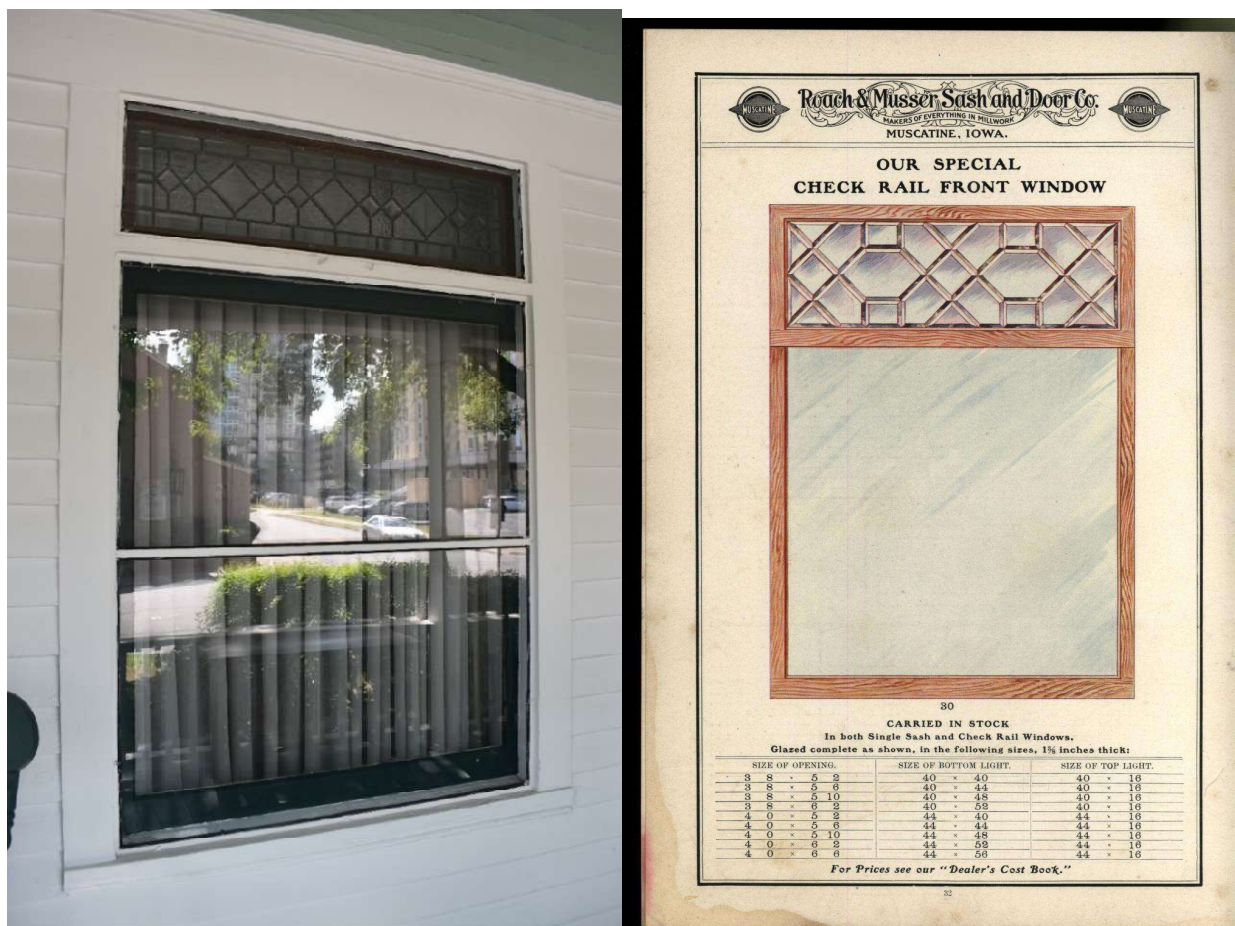 MUSCATINE
Roach & Musser Sash and Door Co.
MUSCATINE
MAKERS OF EVERYTHING IN MILLWORK
MUSCATINE, IOWA.
OUR SPECIAL
CHECK RAIL FRONT WINDOW
30
CARRIED IN STOCK
In both Single Sash and Check Rail Windows.
Glazed complete as shown, in the following sizes, 1⅜ inches thick:
SIZE OF OPENING. SIZE OF BOTTOM LIGHT. SIZE OF TOP LIGHT.
3 8 × 5 2 40 × 40 40 × 16
3 8 × 5 6 40 × 44 40 × 16
3 8 × 5 10 40 × 48 40 × 16
3 8 × 6 2 40 × 52 40 × 16
4 0 × 5 2 44 × 40 44 × 16
4 0 × 5 6 44 × 44 44 × 16
4 0 × 5 10 44 × 48 44 × 16
4 0 × 6 2 44 × 52 44 × 16
4 0 × 6 6 44 × 56 44 × 16
For Prices see our "Dealer's Cost Book."
32